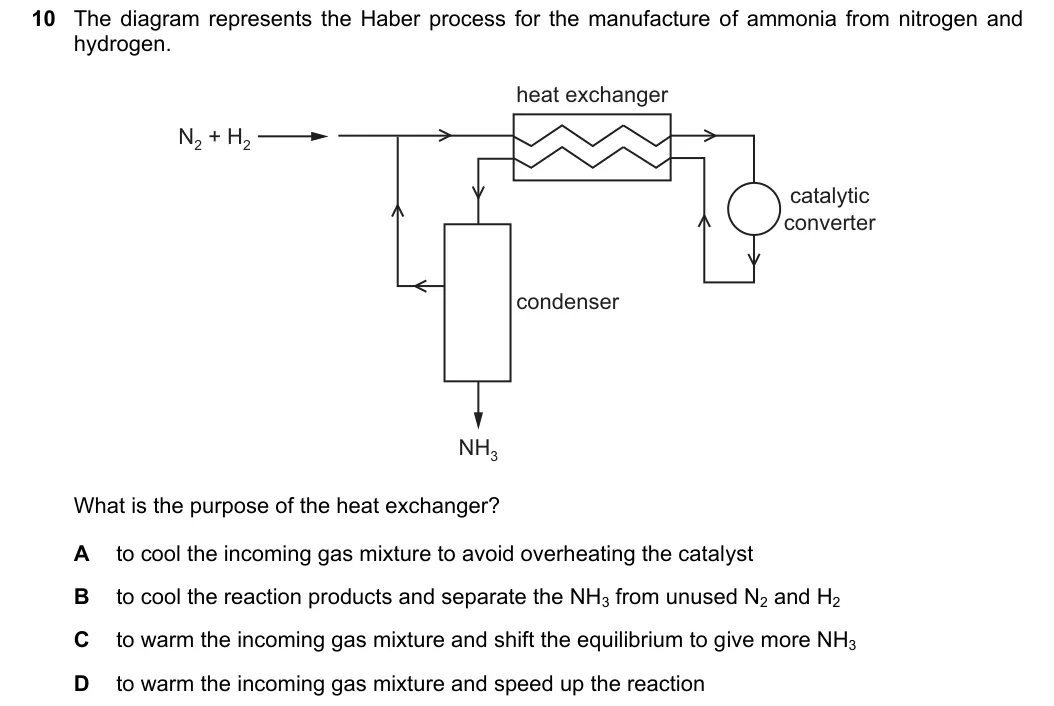 10 The diagram represents the Haber process for the manufacture of ammonia from nitrogen and
hydrogen.
heat exchanger
N₂ + H₂
catalytic
converter
condenser
NH₃
What is the purpose of the heat exchanger?
A to cool the incoming gas mixture to avoid overheating the catalyst
B to cool the reaction products and separate the NH₃ from unused N₂ and H₂
C to warm the incoming gas mixture and shift the equilibrium to give more NH₃
D to warm the incoming gas mixture and speed up the reaction